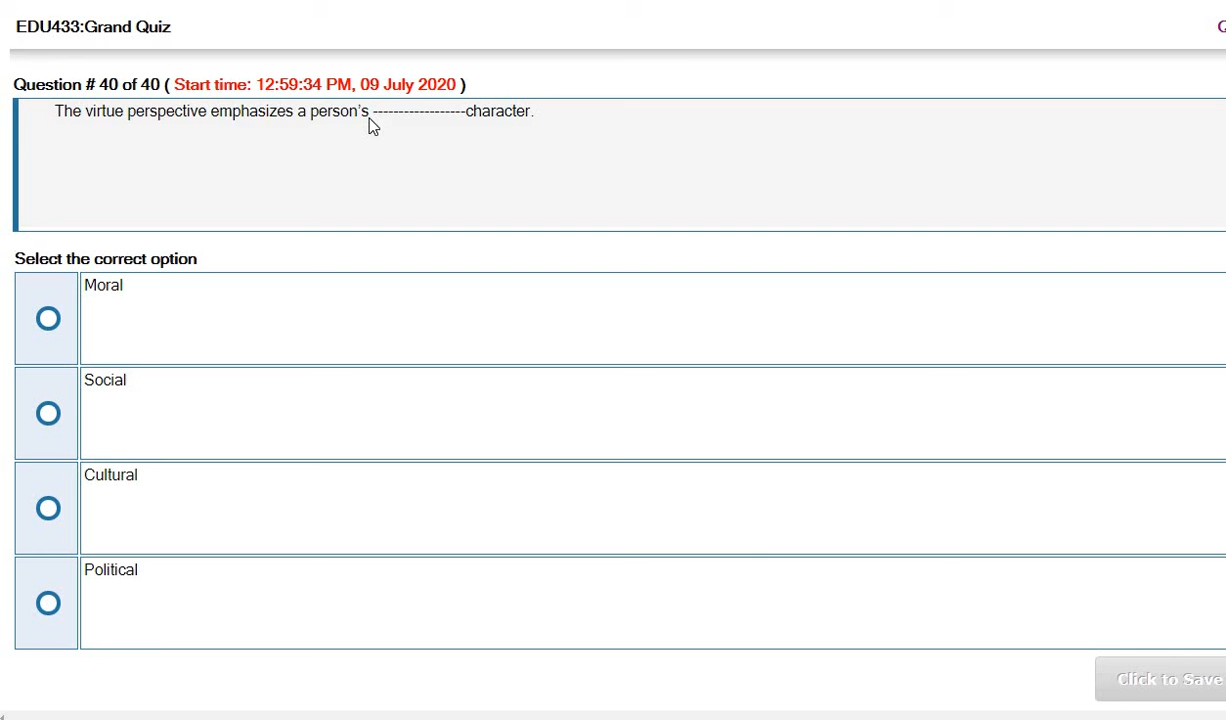 EDU433:Grand Quiz
Question # 40 of 40 ( Start time: 12:59:34 PM, 09 July 2020 )
The virtue perspective emphasizes a person’s ------------------character.
Select the correct option
Moral
Social
Cultural
Political
Click to Save